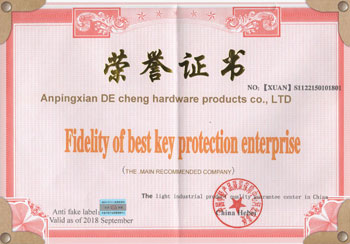 荣誉证书
NO:【XUAN】S1122150101801
Anpingxian DE cheng hardware products co., LTD
Fidelity of best key protection enterprise
(THE .MAIN RECOMMENDED COMPANY)
The light industrial product quality guarantee center in China
China Hebei
Anti fake label
Valid as of 2018 September